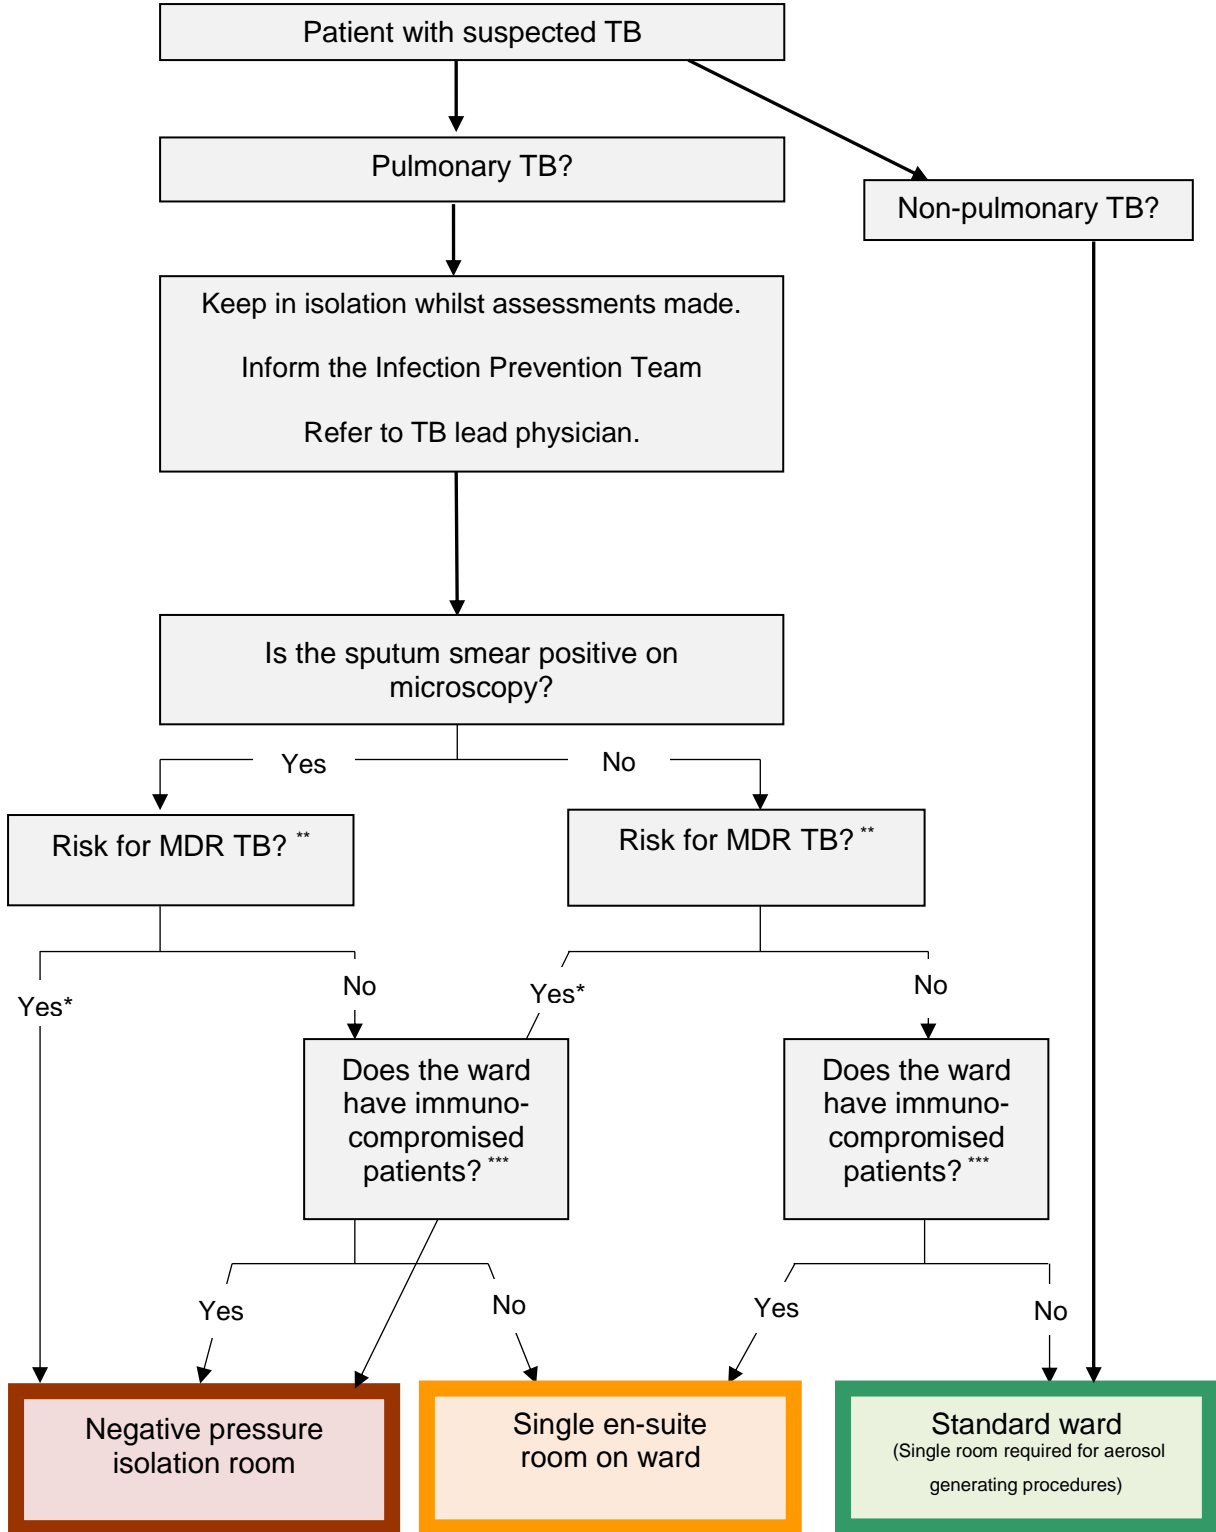 Patient with suspected TB
Pulmonary TB?
Non-pulmonary TB?
Keep in isolation whilst assessments made.
Inform the Infection Prevention Team
Refer to TB lead physician.
Is the sputum smear positive on
microscopy?
Yes
No
Risk for MDR TB? **
Risk for MDR TB? **
Yes*
No
Yes*
No
Does the ward
have immuno-
compromised
patients? ***
Does the ward
have immuno-
compromised
patients? ***
Yes
No
Yes
No
Negative pressure
isolation room
Single en-suite
room on ward
Standard ward
(Single room required for aerosol
generating procedures)